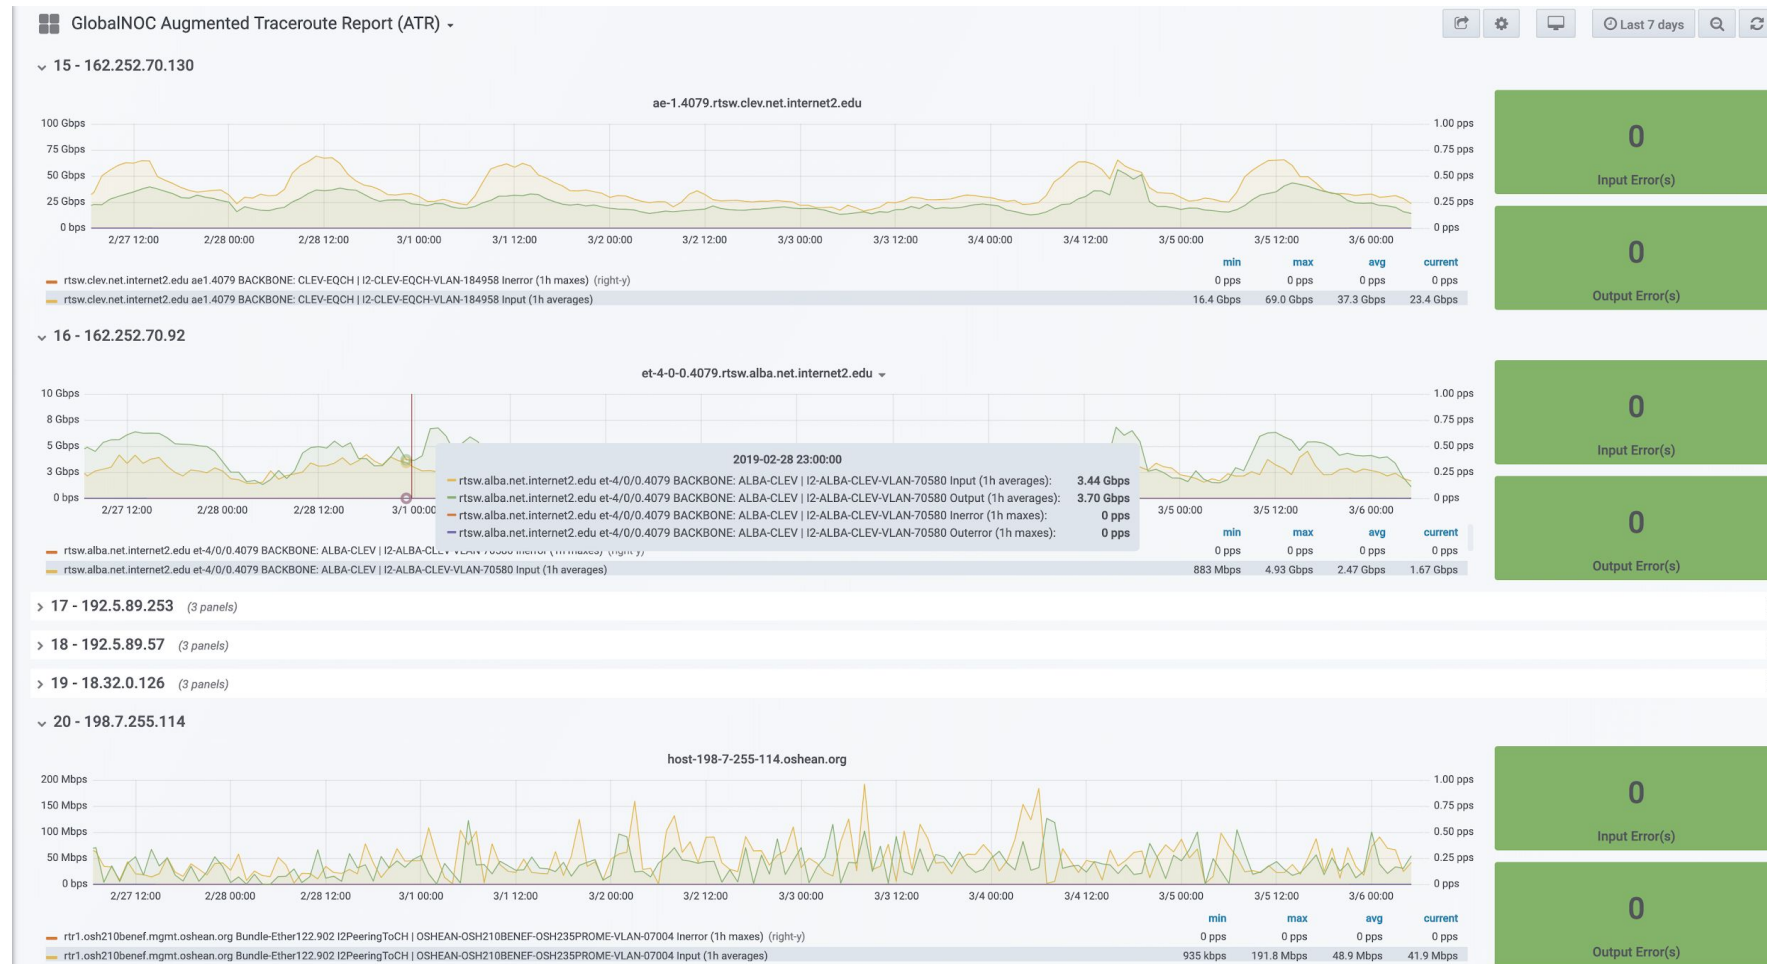 GlobalNOC Augmented Traceroute Report (ATR)
Last 7 days
15 - 162.252.70.130
ae-1.4079.rtsw.clev.net.internet2.edu
100 Gbps
75 Gbps
50 Gbps
25 Gbps
0 bps
1.00 pps
0.75 pps
0.50 pps
0.25 pps
0 pps
2/27 12:00 2/28 00:00 2/28 12:00 3/1 00:00 3/1 12:00 3/2 00:00 3/2 12:00 3/3 00:00 3/3 12:00 3/4 00:00 3/4 12:00 3/5 00:00 3/5 12:00 3/6 00:00
min max avg current
rtsw.clev.net.internet2.edu ae1.4079 BACKBONE: CLEV-EQCH | I2-CLEV-EQCH-VLAN-184958 Inerror (1h maxes) (right-y) 0 pps 0 pps 0 pps 0 pps
rtsw.clev.net.internet2.edu ae1.4079 BACKBONE: CLEV-EQCH | I2-CLEV-EQCH-VLAN-184958 Input (1h averages) 16.4 Gbps 69.0 Gbps 37.3 Gbps 23.4 Gbps
0
Input Error(s)
0
Output Error(s)
16 - 162.252.70.92
et-4-0-0.4079.rtsw.alba.net.internet2.edu
10 Gbps
8 Gbps
5 Gbps
3 Gbps
0 bps
1.00 pps
0.75 pps
0.50 pps
0.25 pps
0 pps
2019-02-28 23:00:00
rtsw.alba.net.internet2.edu et-4/0/0.4079 BACKBONE: ALBA-CLEV | I2-ALBA-CLEV-VLAN-70580 Input (1h averages): 3.44 Gbps
rtsw.alba.net.internet2.edu et-4/0/0.4079 BACKBONE: ALBA-CLEV | I2-ALBA-CLEV-VLAN-70580 Output (1h averages): 3.70 Gbps
rtsw.alba.net.internet2.edu et-4/0/0.4079 BACKBONE: ALBA-CLEV | I2-ALBA-CLEV-VLAN-70580 Inerror (1h maxes): 0 pps
rtsw.alba.net.internet2.edu et-4/0/0.4079 BACKBONE: ALBA-CLEV | I2-ALBA-CLEV-VLAN-70580 Outerror (1h maxes): 0 pps
2/27 12:00 2/28 00:00 2/28 12:00 3/1 00:00 3/5 00:00 3/5 12:00 3/6 00:00
min max avg current
rtsw.alba.net.internet2.edu et-4/0/0.4079 BACKBONE: ALBA-CLEV | I2-ALBA-CLEV-VLAN-70580 Inerror (1h maxes) (right-y) 0 pps 0 pps 0 pps 0 pps
rtsw.alba.net.internet2.edu et-4/0/0.4079 BACKBONE: ALBA-CLEV | I2-ALBA-CLEV-VLAN-70580 Input (1h averages) 883 Mbps 4.93 Gbps 2.47 Gbps 1.67 Gbps
0
Input Error(s)
0
Output Error(s)
17 - 192.5.89.253 (3 panels)
18 - 192.5.89.57 (3 panels)
19 - 18.32.0.126 (3 panels)
20 - 198.7.255.114
host-198-7-255-114.oshean.org
200 Mbps
150 Mbps
100 Mbps
50 Mbps
0 bps
1.00 pps
0.75 pps
0.50 pps
0.25 pps
0 pps
2/27 12:00 2/28 00:00 2/28 12:00 3/1 00:00 3/1 12:00 3/2 00:00 3/2 12:00 3/3 00:00 3/3 12:00 3/4 00:00 3/4 12:00 3/5 00:00 3/5 12:00 3/6 00:00
min max avg current
rtr1.osh210benef.mgmt.oshean.org Bundle-Ether122.902 I2PeeringToCH | OSHEAN-OSH210BENEF-OSH235PROME-VLAN-07004 Inerror (1h maxes) (right-y) 0 pps 0 pps 0 pps 0 pps
rtr1.osh210benef.mgmt.oshean.org Bundle-Ether122.902 I2PeeringToCH | OSHEAN-OSH210BENEF-OSH235PROME-VLAN-07004 Input (1h averages) 935 kbps 191.8 Mbps 48.9 Mbps 41.9 Mbps
0
Input Error(s)
0
Output Error(s)